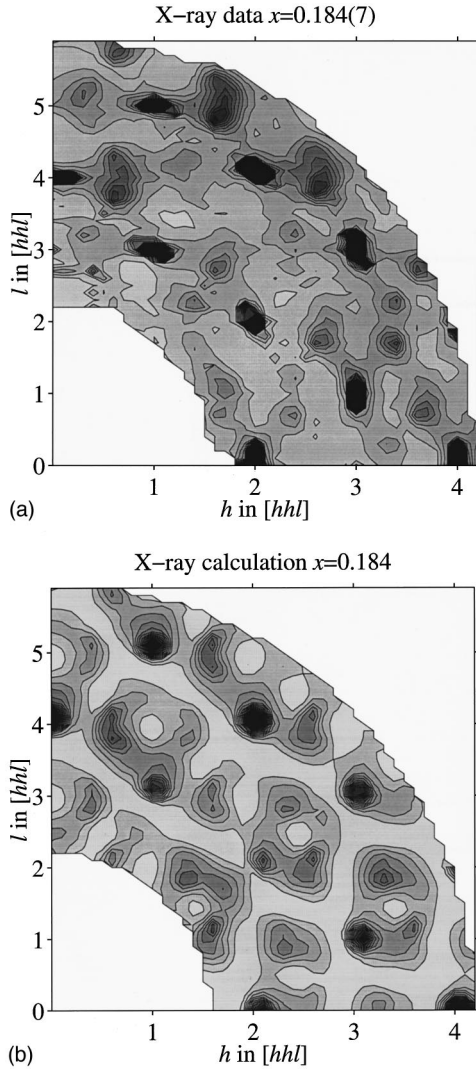 X-ray data x=0.184(7)
5
4
3
2
1
0
l in [hhl]
1 2 3 4
(a)
h in [hhl]
X-ray calculation x=0.184
5
4
3
2
1
0
l in [hhl]
1 2 3 4
(b)
h in [hhl]